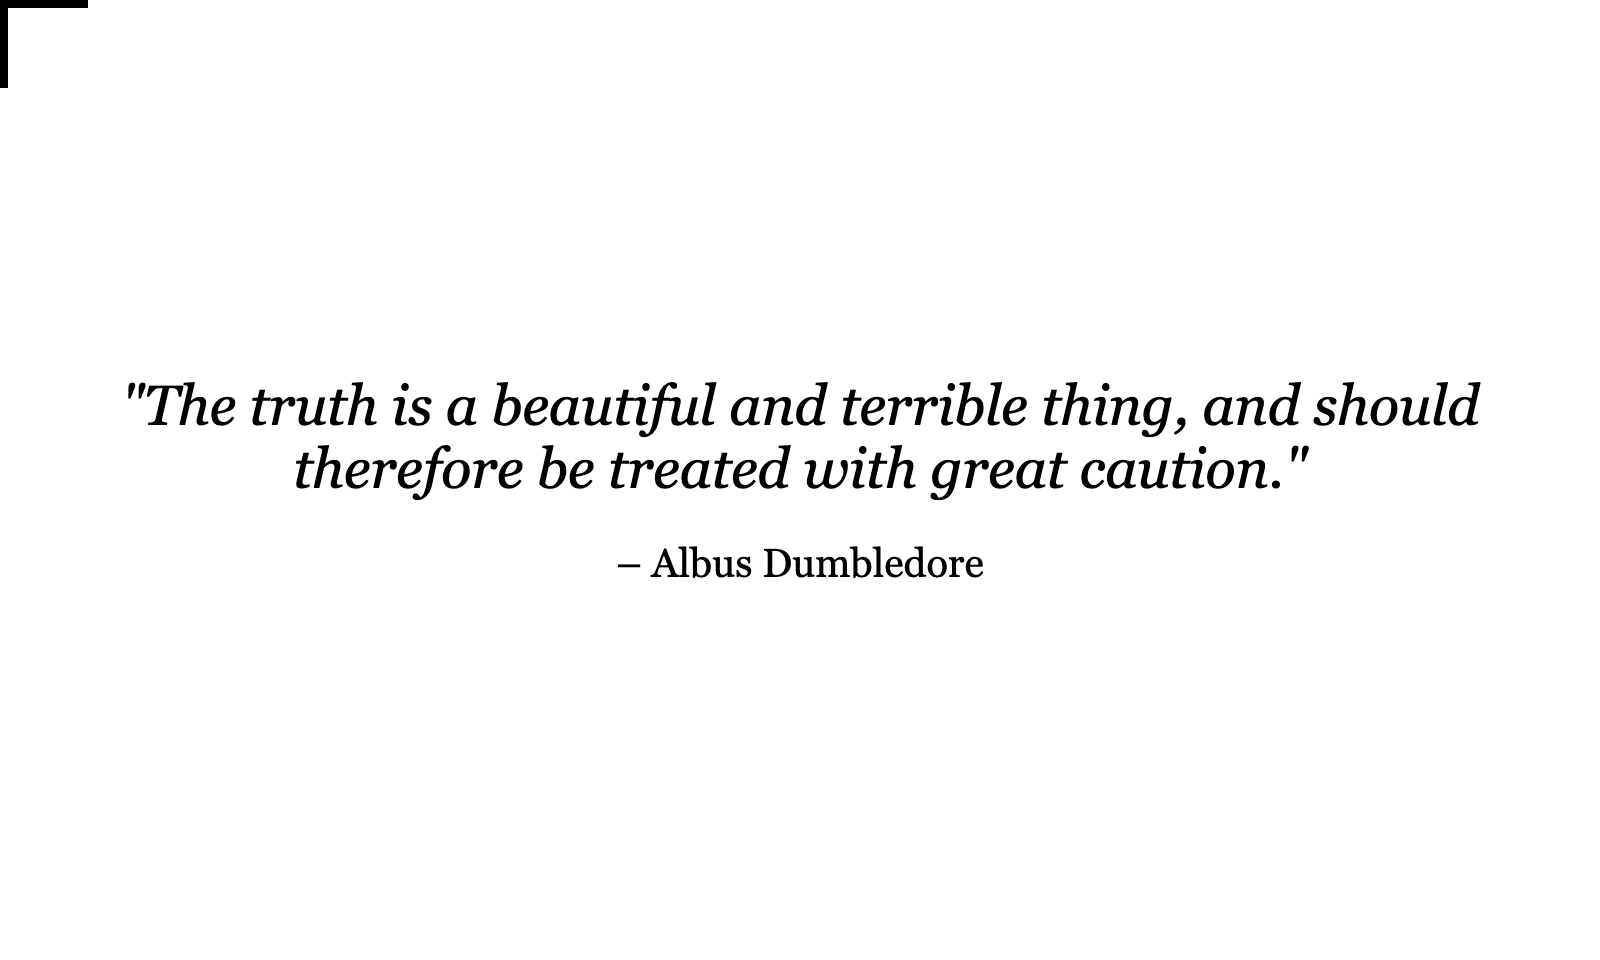 "The truth is a beautiful and terrible thing, and should
therefore be treated with great caution."
– Albus Dumbledore